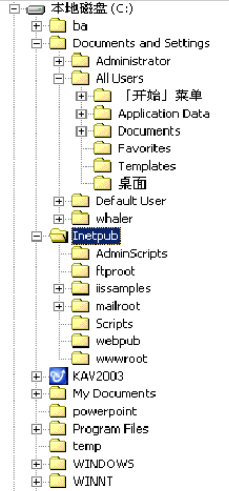 本地磁盘 (C:)
ba
Documents and Settings
Administrator
All Users
「开始」菜单
Application Data
Documents
Favorites
Templates
桌面
Default User
whaler
Inetpub
AdminScripts
ftproot
iissamples
mailroot
Scripts
webpub
wwwroot
KAV2003
My Documents
powerpoint
Program Files
temp
WINDOWS
WINNT